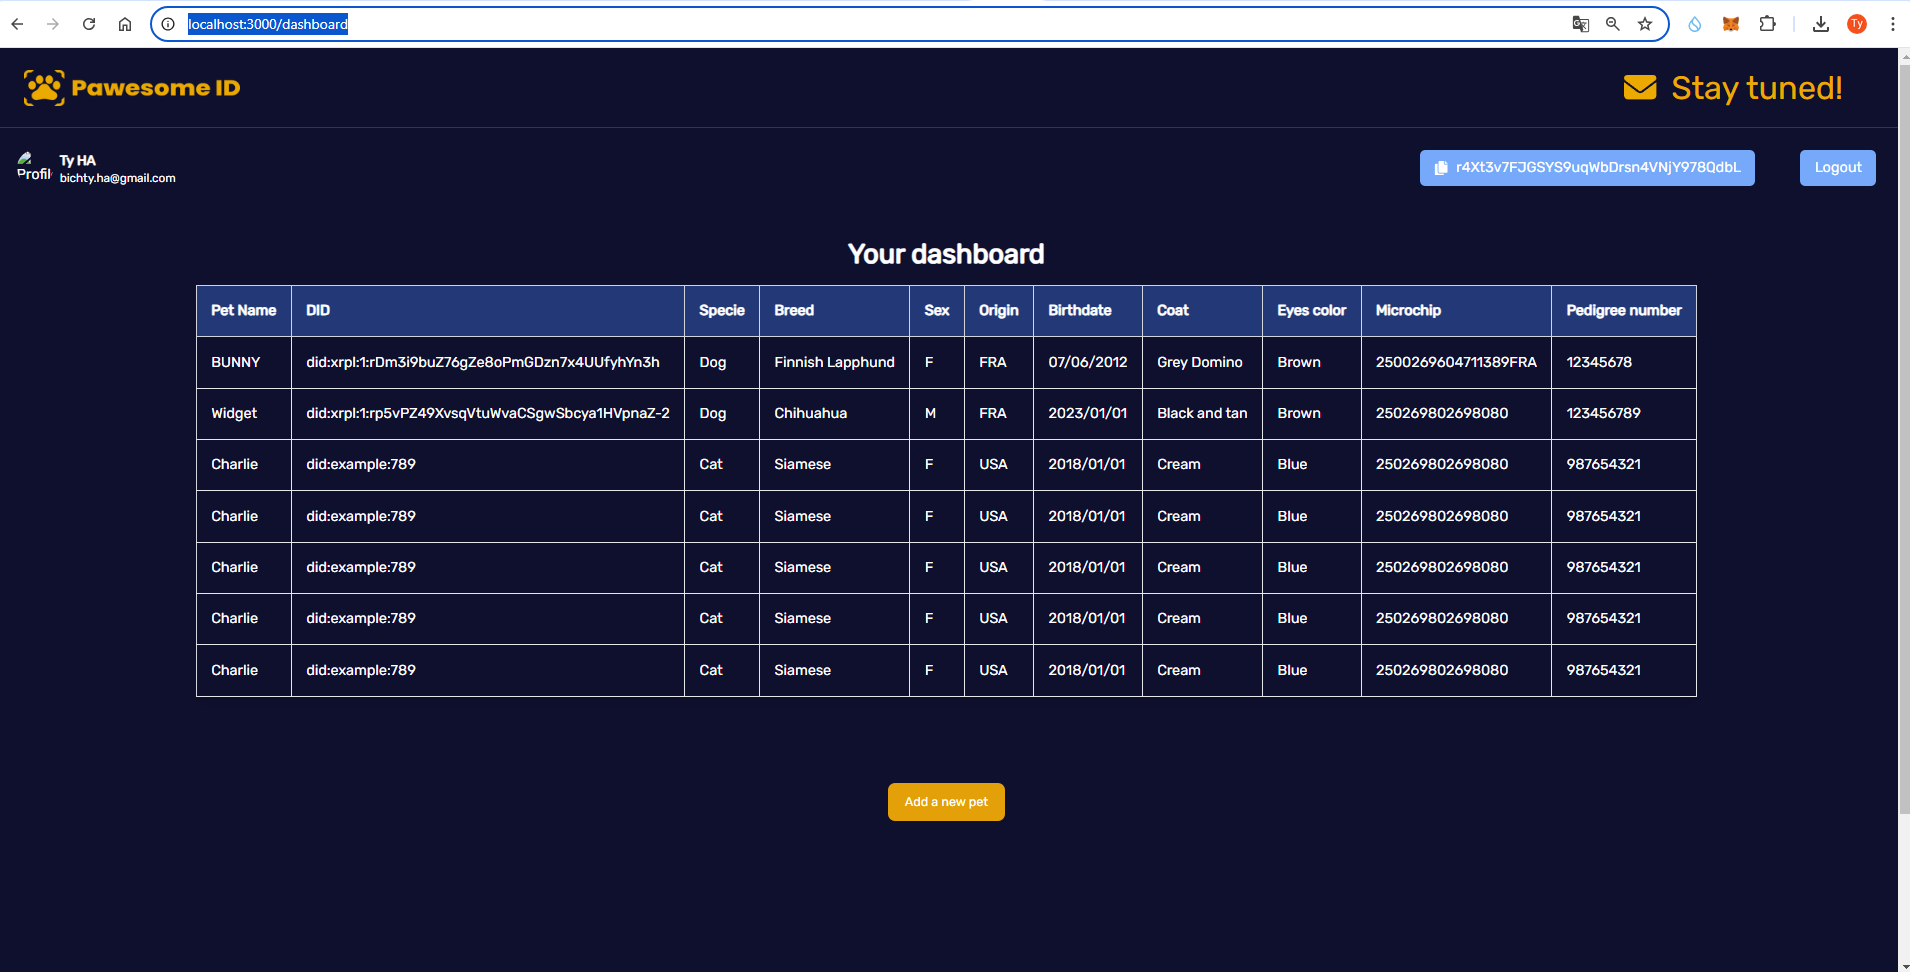 localhost:3000/dashboard
Ty
Pawesome ID
Stay tuned!
Profil
Ty HA
bichty.ha@gmail.com
r4Xt3v7FJGSYS9uqWbDrsn4VNjY978QdbL
Logout
Your dashboard
Pet Name DID Specie Breed Sex Origin Birthdate Coat Eyes color Microchip Pedigree number
BUNNY did:xrpl:1:rDm3i9buZ76gZe8oPmGDzn7x4UUfyhYn3h Dog Finnish Lapphund F FRA 07/06/2012 Grey Domino Brown 2500269604711389FRA 12345678
Widget did:xrpl:1:rp5vPZ49XvsqVtuWvaCSgwSbcya1HVpnaZ-2 Dog Chihuahua M FRA 2023/01/01 Black and tan Brown 250269802698080 123456789
Charlie did:example:789 Cat Siamese F USA 2018/01/01 Cream Blue 250269802698080 987654321
Charlie did:example:789 Cat Siamese F USA 2018/01/01 Cream Blue 250269802698080 987654321
Charlie did:example:789 Cat Siamese F USA 2018/01/01 Cream Blue 250269802698080 987654321
Charlie did:example:789 Cat Siamese F USA 2018/01/01 Cream Blue 250269802698080 987654321
Charlie did:example:789 Cat Siamese F USA 2018/01/01 Cream Blue 250269802698080 987654321
Add a new pet